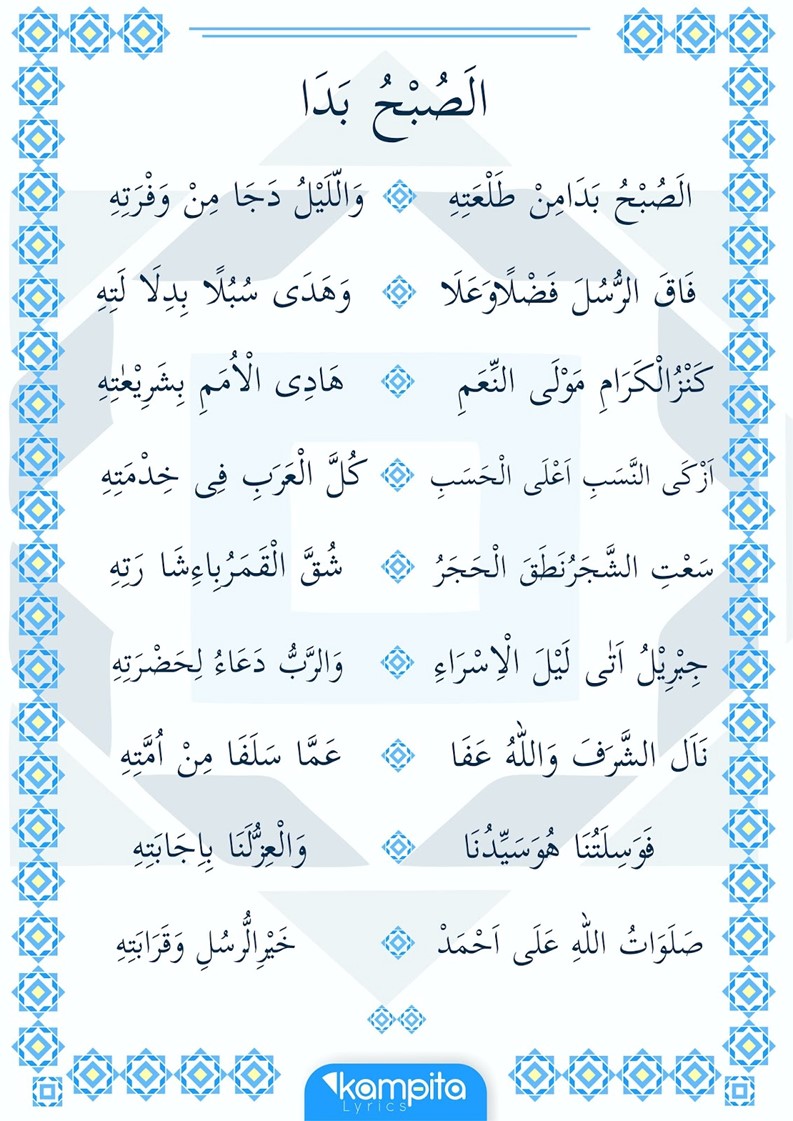 اَلصُّبْحُ بَدَا
اَلصُّبْحُ بَدَامِنْ طَلْعَتِهِ وَاللَّيْلُ دَجَا مِنْ وَفْرَتِهِ
فَاقَ الرُّسُلَ فَضْلًاوَعَلَا وَهَدَى سُبُلًا بِدِلَا لَتِهِ
كَنْزُالْكَرَامِ مَوْلَى النِّعَمِ هَادِى الْاُمَمِ بِشَرِيْعٰتِهِ
اَزْكَى النَّسَبِ اَعْلَى الْحَسَبِ كُلَّ الْعَرَبِ فِى خِدْمَتِهِ
سَعْتِ الشَّجَرُنَطَقَ الْحَجَرُ شُقَّ الْقَمَرُبِاءِشَا رَتِهِ
جِبْرِيْلُ اَتٰى لَيْلَ الْاِسْرَاءِ وَالرَّبُّ دَعَاءُ لِحَضْرَتِهِ
نَاَل الشَّرَفَ وَاللّٰهُ عَفَا عَمَّا سَلَفَا مِنْ اُمَّتِهِ
فَوَسِلَتُنَا هُوَسَيِّدُنَا وَالْعِزُّلَنَا بِاِجَابَتِهِ
صَلَوَاتُ اللّٰهِ عَلَى اَحْمَدْ خَيْرِالُّرسُلِ وَقَرَابَتِهِ
kampita
Lyrics